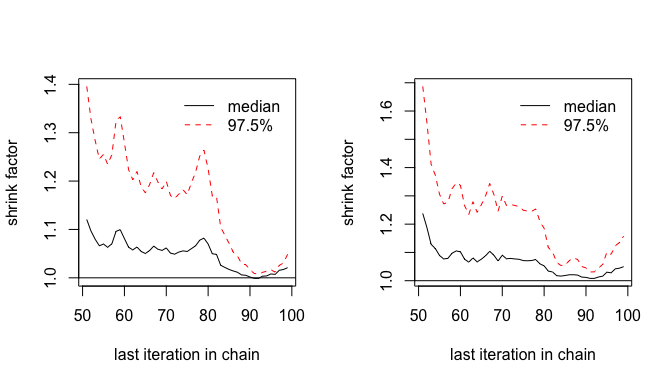 shrink factor
1.0 1.1 1.2 1.3 1.4
median
97.5%
50 60 70 80 90 100
last iteration in chain
shrink factor
1.0 1.2 1.4 1.6
median
97.5%
50 60 70 80 90 100
last iteration in chain